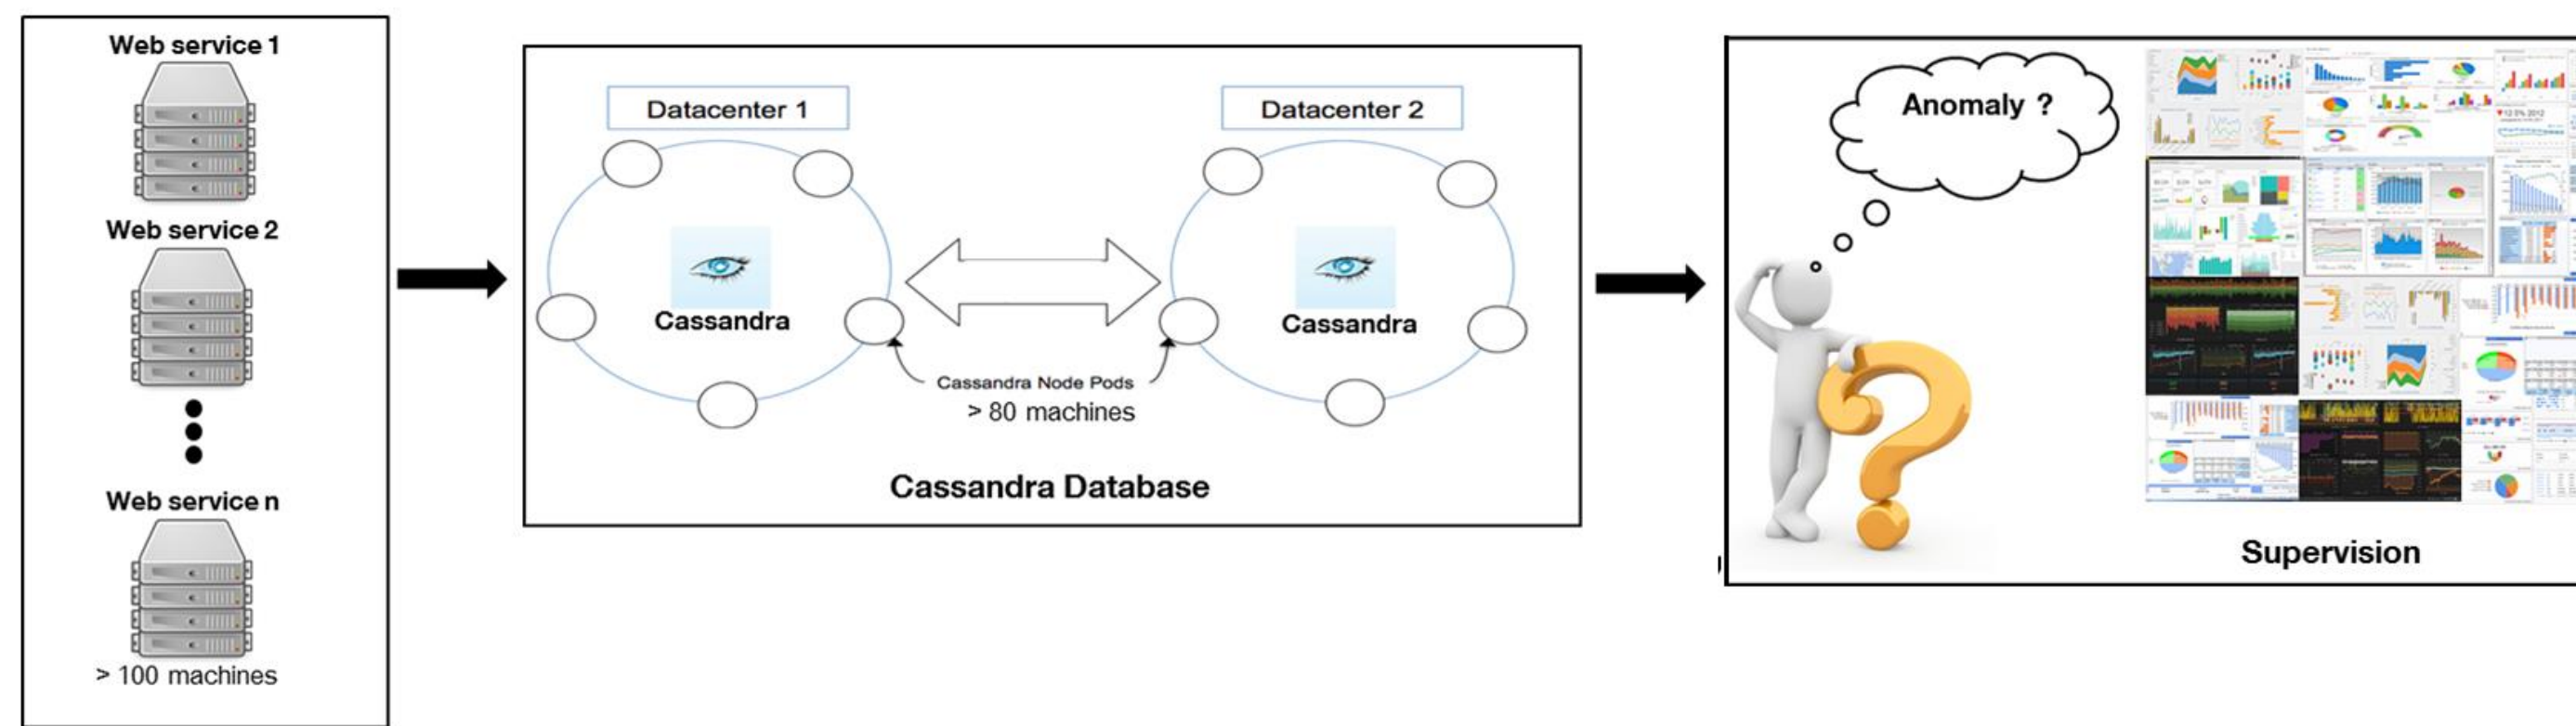 Web service 1
Web service 2
Web service n
> 100 machines
Datacenter 1
Datacenter 2
Cassandra
Cassandra
Cassandra Node Pods
> 80 machines
Cassandra Database
Anomaly ?
Supervision